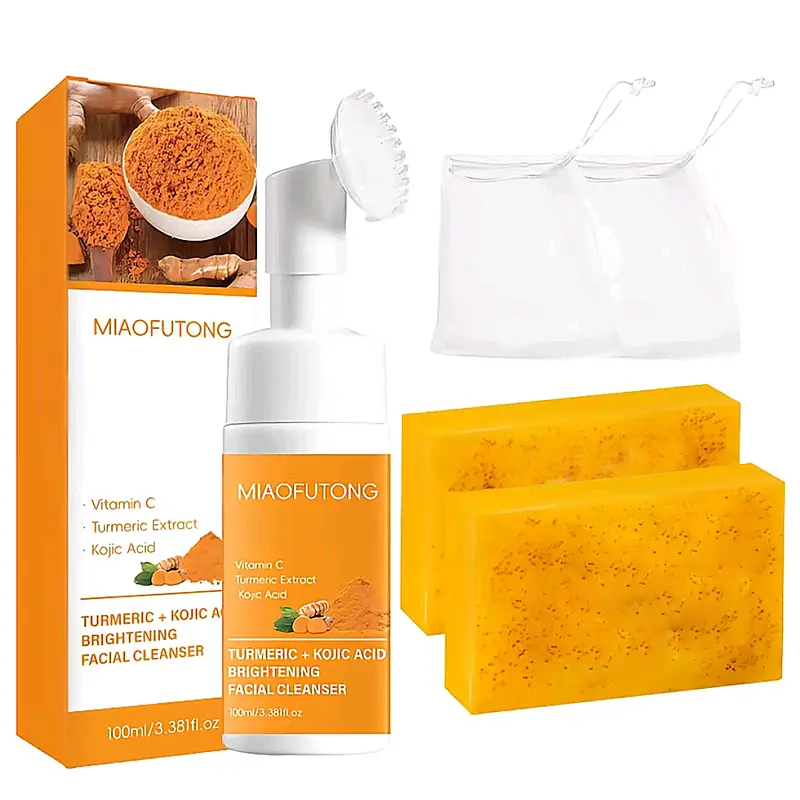 MIAOFUTONG
· Vitamin C
· Turmeric Extract
· Kojic Acid
TURMERIC + KOJIC AC
BRIGHTENING
FACIAL CLEANSER
100ml/3.381fl.oz
MIAOFUTONG
Vitamin C
Turmeric Extract
Kojic Acid
TURMERIC + KOJIC ACID
BRIGHTENING
FACIAL CLEANSER
100ml/3.381fl.oz